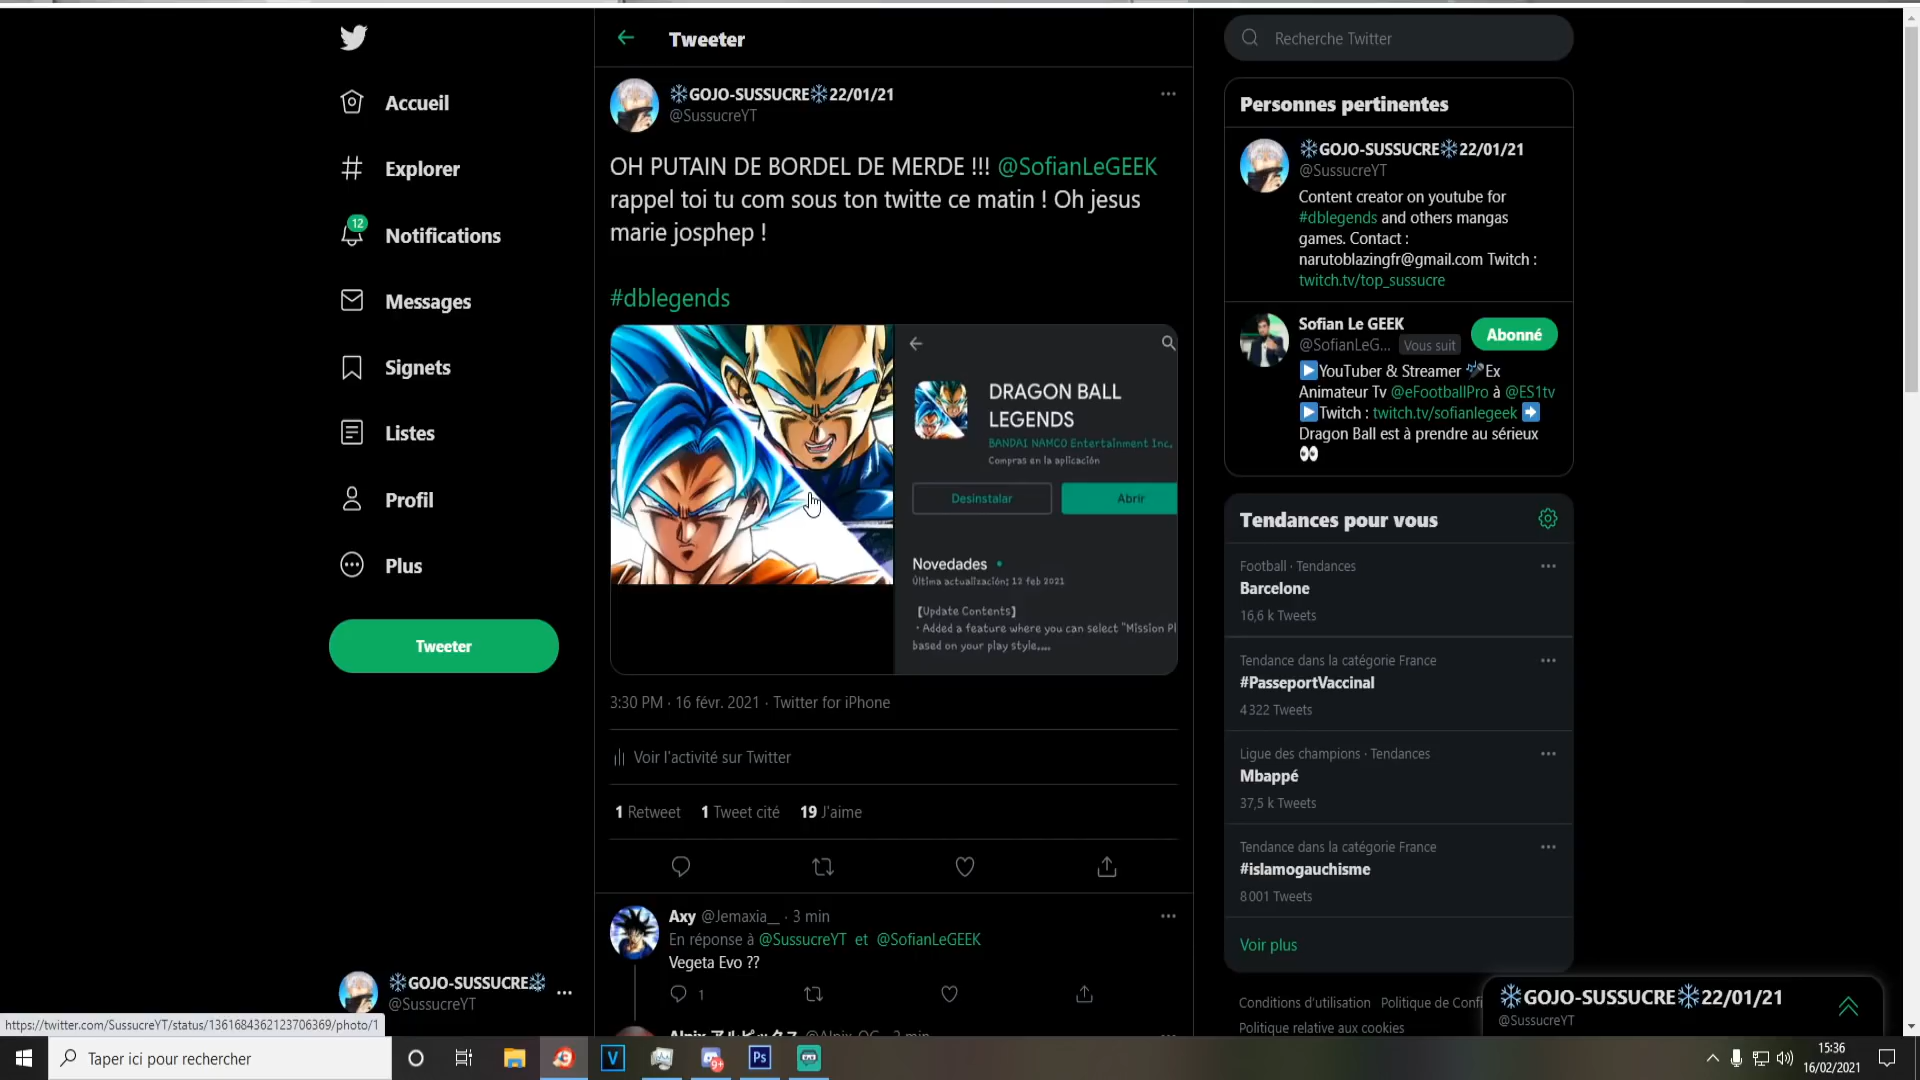 Accueil
Explorer
12
Notifications
Messages
Signets
Listes
Profil
Plus
Tweeter
❄GOJO-SUSSUCRE❄
@SussucreYT
Tweeter
❄GOJO-SUSSUCRE❄22/01/21
@SussucreYT
OH PUTAIN DE BORDEL DE MERDE !!! @SofianLeGEEK
rappel toi tu com sous ton twitte ce matin ! Oh jesus
marie josphep !
#dblegends
DRAGON BALL
LEGENDS
BANDAI NAMCO Entertainment Inc.
Compras en la aplicación
Desinstalar
Abrir
Novedades
Última actualización: 13 feb 2021
【Update Contents】
・Added a feature where you can select "Mission Pl
based on your play style....
3:30 PM · 16 févr. 2021 · Twitter for iPhone
Voir l'activité sur Twitter
1 Retweet 1 Tweet cité 19 J'aime
Axy @Jemaxia__ · 3 min
En réponse à @SussucreYT et @SofianLeGEEK
Vegeta Evo ??
1
Recherche Twitter
Personnes pertinentes
❄GOJO-SUSSUCRE❄22/01/21
@SussucreYT
Content creator on youtube for
#dblegends and others mangas
games. Contact :
narutoblazingfr@gmail.com Twitch :
twitch.tv/top_sussucre
Sofian Le GEEK
@SofianLeG... Vous suit
Abonné
▶YouTuber & Streamer 🎤Ex
Animateur Tv @eFootballPro à @ES1tv
▶Twitch : twitch.tv/sofianlegeek ➡
Dragon Ball est à prendre au sérieux
👀
Tendances pour vous
Football · Tendances
Barcelone
16,6 k Tweets
Tendance dans la catégorie France
#PasseportVaccinal
4 322 Tweets
Ligue des champions · Tendances
Mbappé
37,5 k Tweets
Tendance dans la catégorie France
#islamogauchisme
8 001 Tweets
Voir plus
Conditions d'utilisation Politique de Confi
Politique relative aux cookies
❄GOJO-SUSSUCRE❄22/01/21
@SussucreYT
https://twitter.com/SussucreYT/status/1361684362123706369/photo/1
Taper ici pour rechercher
V
9+
Ps
15:36
16/02/2021